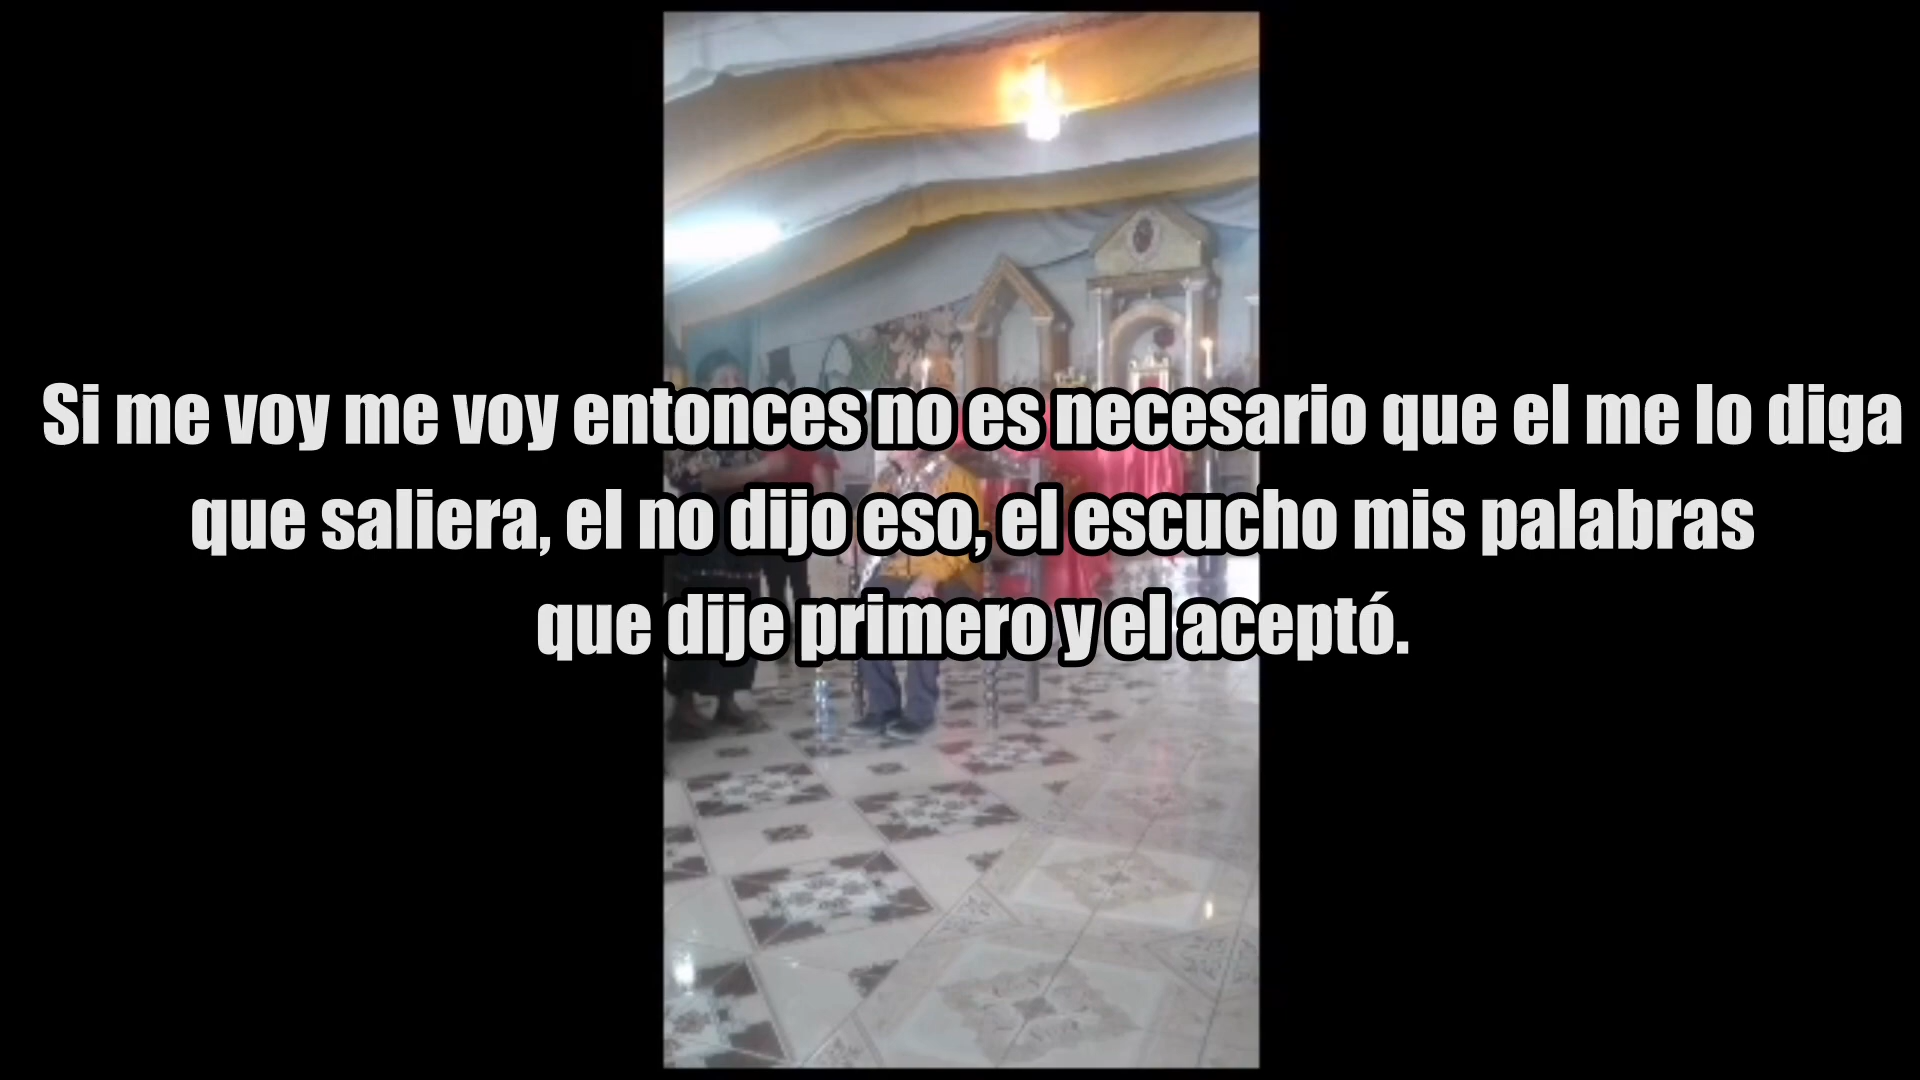 Si me voy me voy entonces no es necesario que el me lo diga
que saliera, el no dijo eso, el escucho mis palabras
que dije primero y el aceptó.